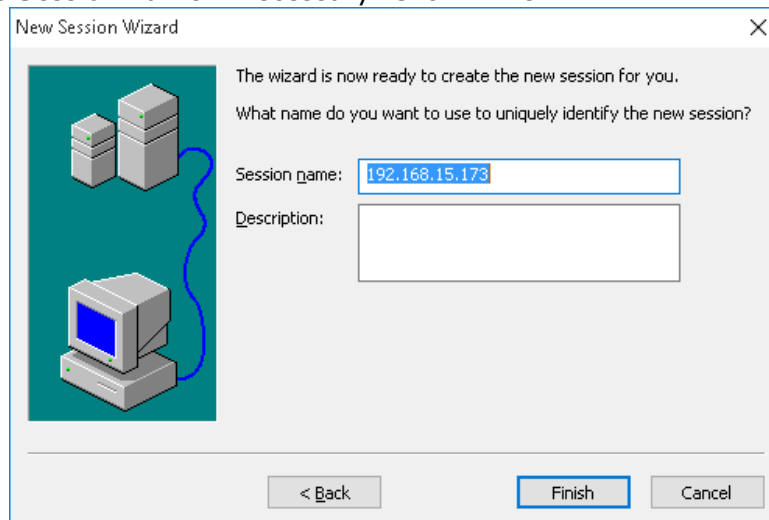 New Session Wizard
The wizard is now ready to create the new session for you.
What name do you want to use to uniquely identify the new session?
Session name: 192.168.15.173
Description:
< Back Finish Cancel